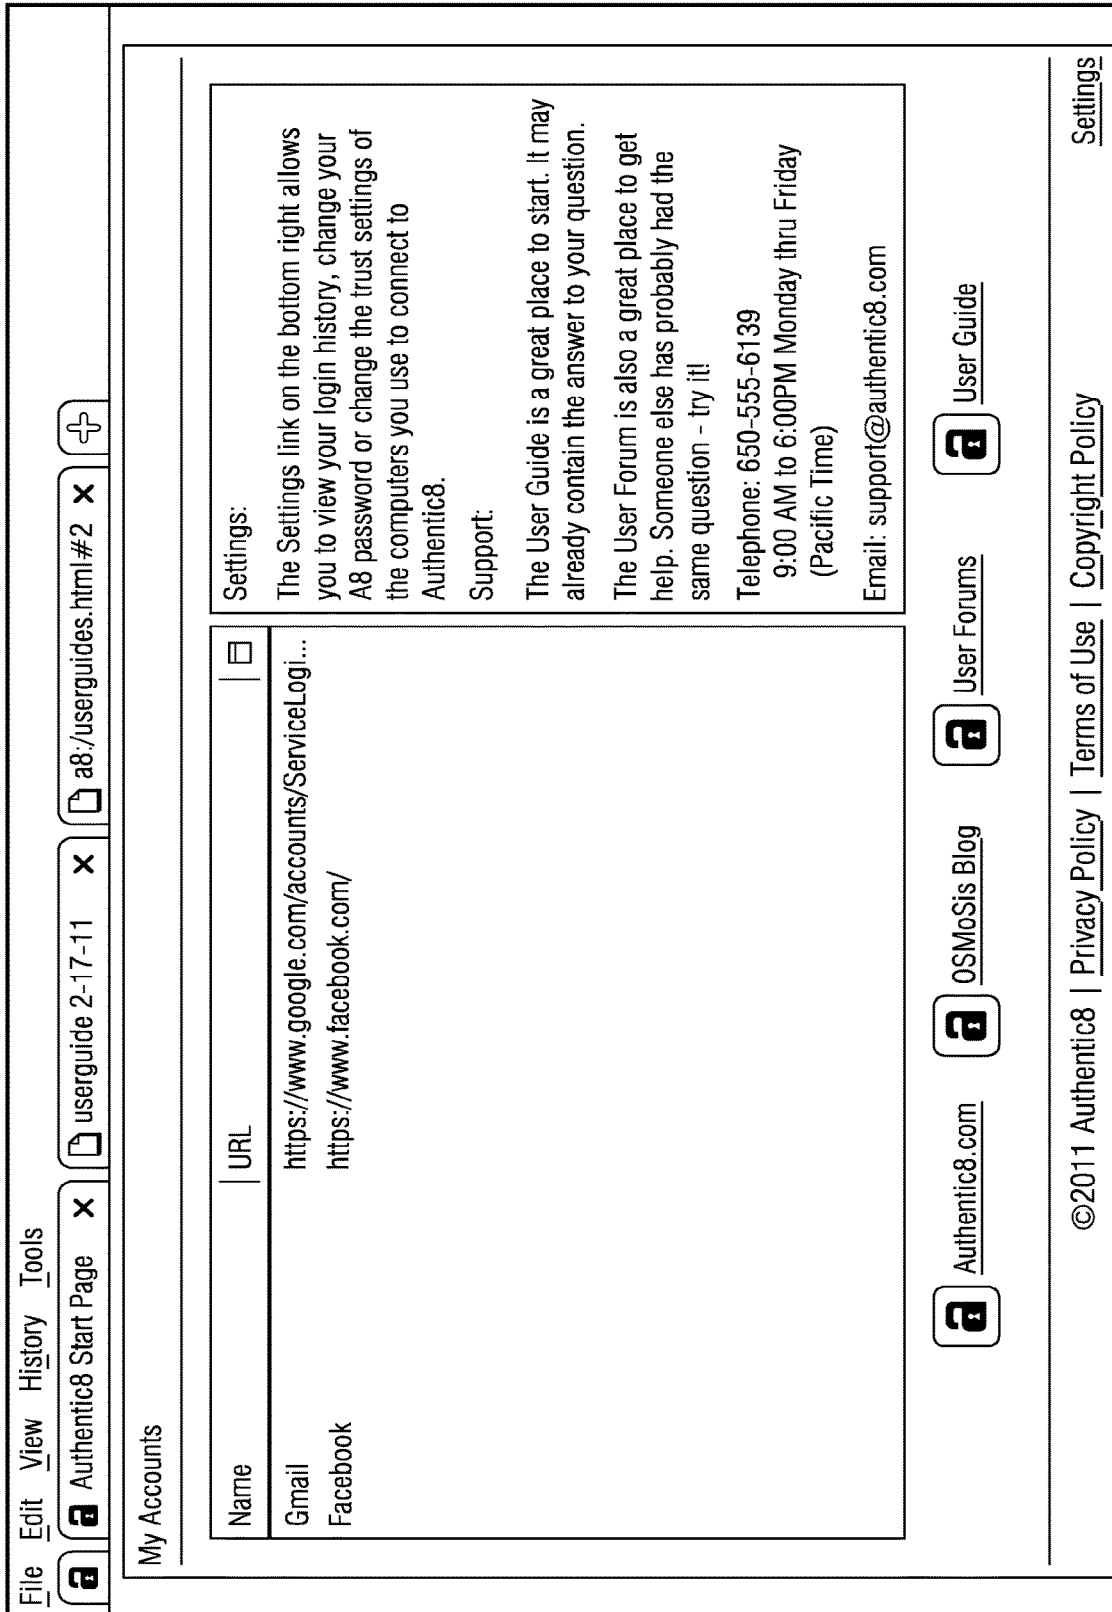 File Edit View History Tools
Authentic8 Start Page X userguide 2-17-11 X a8:/userguides.html#2 X
My Accounts
Name URL
Gmail https://www.google.com/accounts/ServiceLogi...
Facebook https://www.facebook.com/
Settings:
The Settings link on the bottom right allows
you to view your login history, change your
A8 password or change the trust settings of
the computers you use to connect to
Authentic8.
Support:
The User Guide is a great place to start. It may
already contain the answer to your question.
The User Forum is also a great place to get
help. Someone else has probably had the
same question - try it!
Telephone: 650-555-6139
9:00 AM to 6:00PM Monday thru Friday
(Pacific Time)
Email: support@authentic8.com
a Authentic8.com a OSMoSis Blog a User Forums a User Guide
©2011 Authentic8 | Privacy Policy | Terms of Use | Copyright Policy Settings